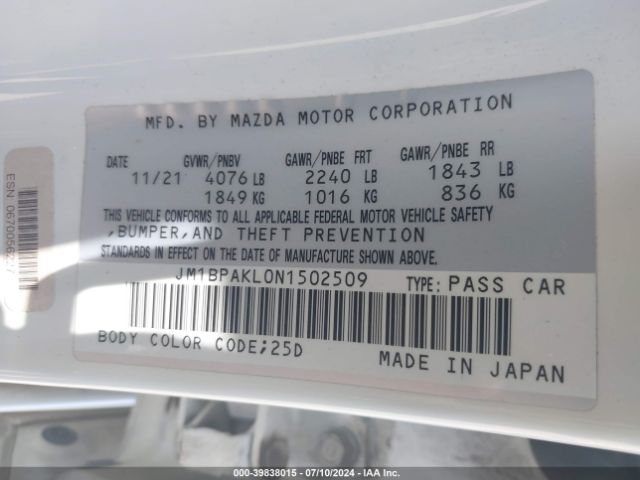 MFD. BY MAZDA MOTOR CORPORATION
DATE GVWR/PNBV GAWR/PNBE FRT GAWR/PNBE RR
11/21 4076 LB 2240 LB 1843 LB
1849 KG 1016 KG 836 KG
THIS VEHICLE CONFORMS TO ALL APPLICABLE FEDERAL MOTOR VEHICLE SAFETY
,BUMPER,AND THEFT PREVENTION
STANDARDS IN EFFECT ON THE DATE OF MANUFACTURE SHOWN ABOVE.
JM1BPAKL0N1502509 TYPE: PASS CAR
BODY COLOR CODE;25D
MADE IN JAPAN
ESN
000-39838015 - 07/10/2024 - IAA Inc.